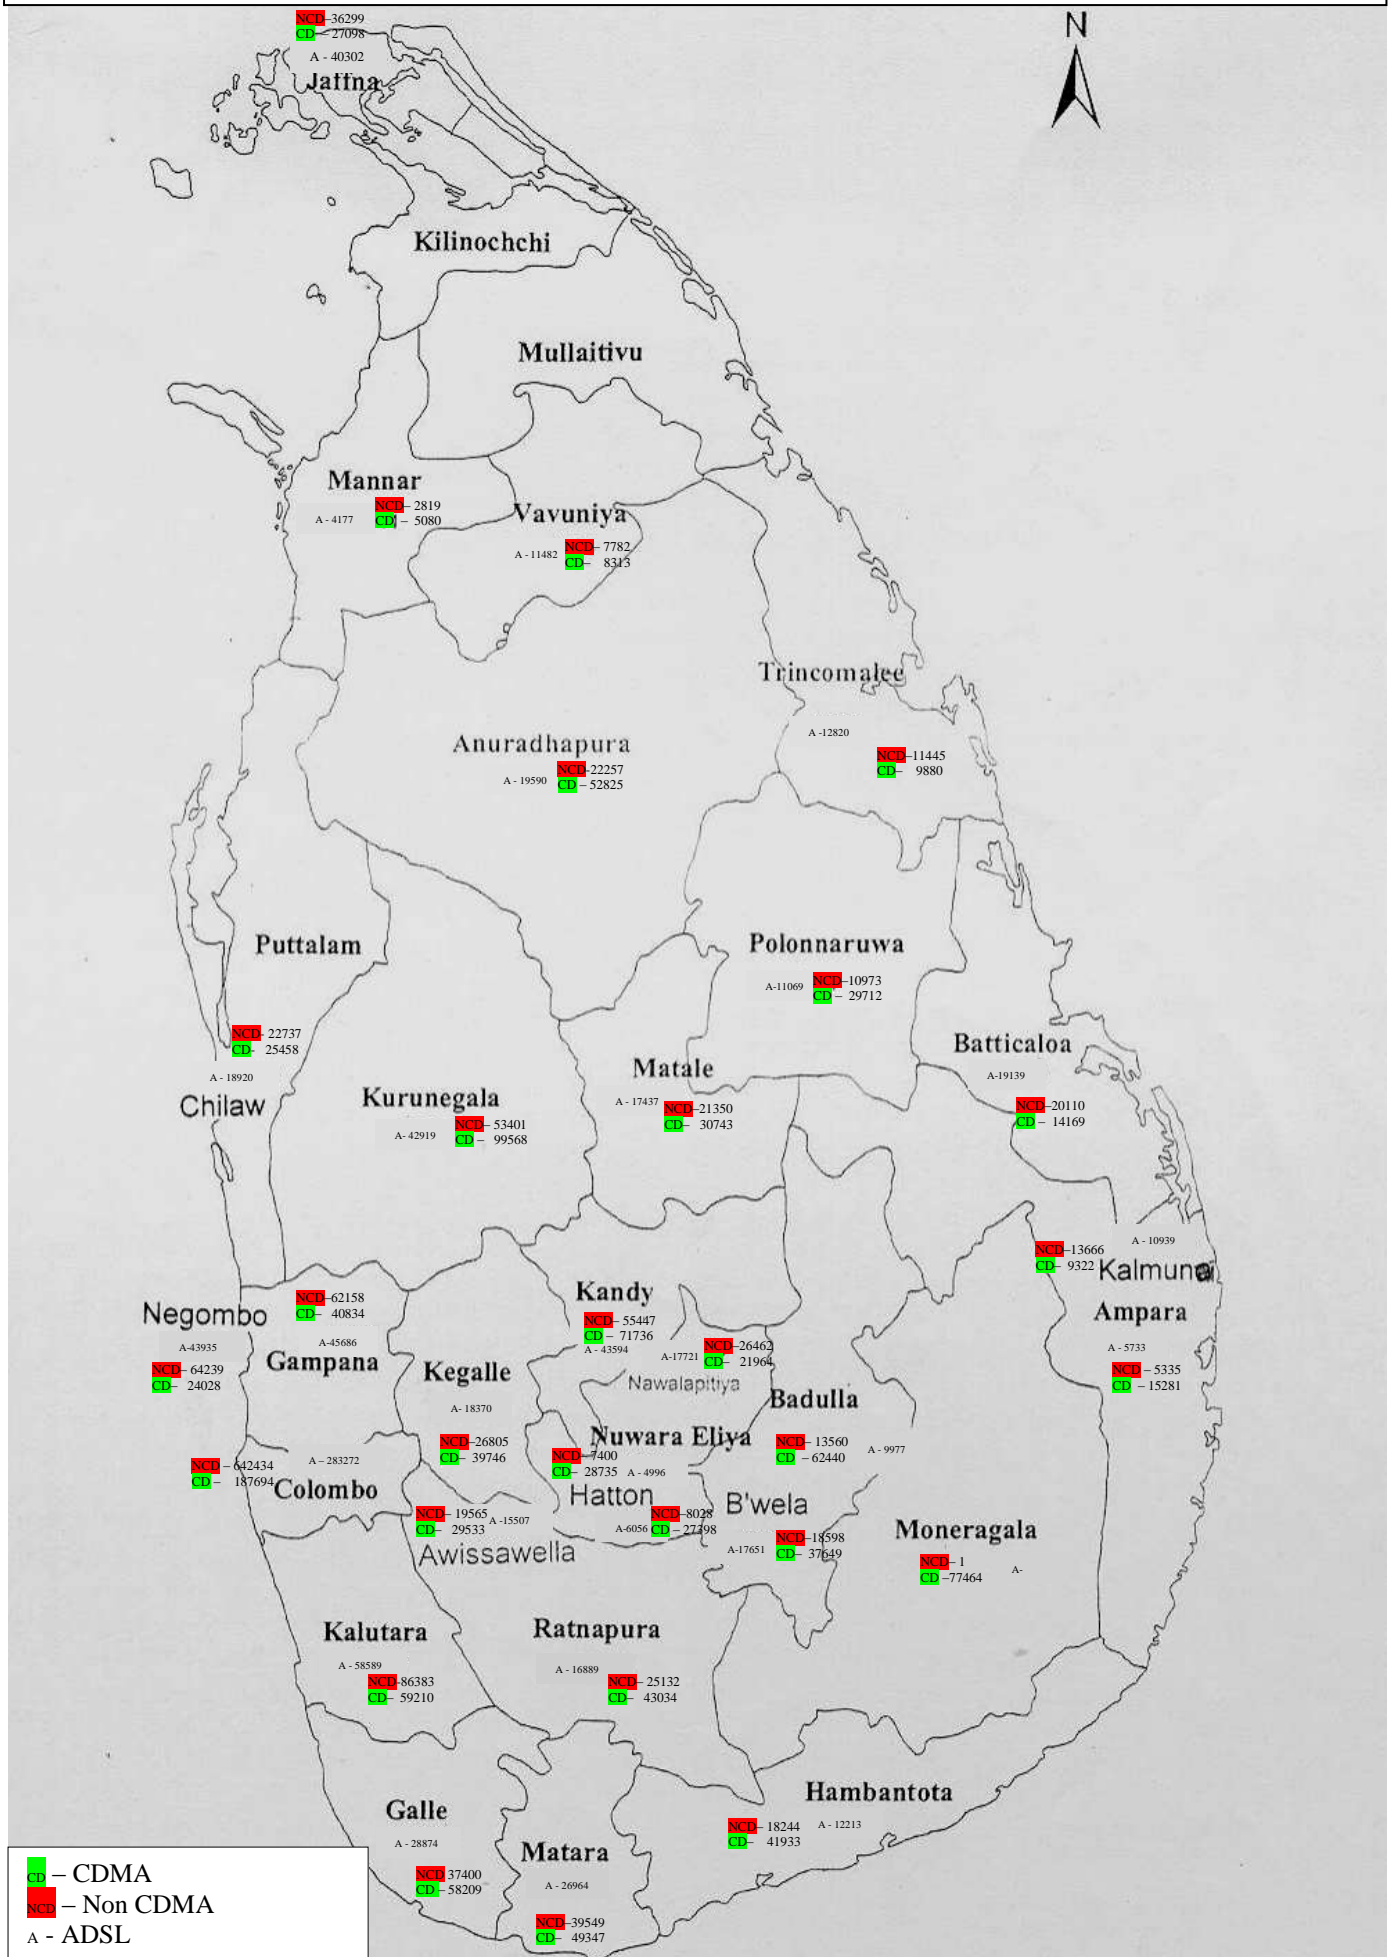 NCD–36299
CD– 27098
A - 40302
Jaffna
N
Kilinochchi
Mullaitivu
Mannar
NCD– 2819
A - 4177 CD – 5080
Vavuniya
NCD– 7782
A - 11482 CD– 8313
Trincomalee
A -12820
NCD–11445
CD– 9880
Anuradhapura
NCD-22257
A - 19590 CD – 52825
Puttalam
Polonnaruwa
NCD–10973
A-11069 CD – 29712
NCD- 22737
CD- 25458
A - 18920
Chilaw
Batticaloa
A-19139
NCD–20110
CD – 14169
Matale
A - 17437 NCD–21350
CD– 30743
Kurunegala
NCD– 53401
A- 42919 CD – 99568
A - 10939
NCD–13666
CD– 9322 Kalmunai
Ampara
A - 5733
NCD – 5335
CD – 15281
Negombo
A-43935
NCD– 64239
CD– 24028
NCD–62158
CD– 40834
A-45686
Gampana
Kandy
NCD– 55447
CD – 71736
A - 43594
A-17721 NCD–26462
CD– 21964
Nawalapitiya
Kegalle
A- 18370
NCD–26805
CD– 39746
Badulla
NCD– 13560
CD – 62440 A - 9977
Nuwara Eliya
NCD– 7400
CD– 28735 A - 4996
Hatton
NCD–8028
A-6056 CD – 27398
NCD – 642434
CD – 187694
A – 283272
Colombo
B'wela
NCD–18598
A-17651 CD– 37649
NCD– 19565 A -15507
CD– 29533
Awissawella
Moneragala
NCD– 1
CD –77464 A-
Kalutara
A - 58589
NCD-86383
CD– 59210
Ratnapura
A - 16889
NCD– 25132
CD– 43034
Hambantota
NCD– 18244 A - 12213
CD– 41933
Galle
A - 28874
NCD 37400
CD – 58209
Matara
A - 26964
NCD–39549
CD– 49347
CD – CDMA
NCD – Non CDMA
A - ADSL